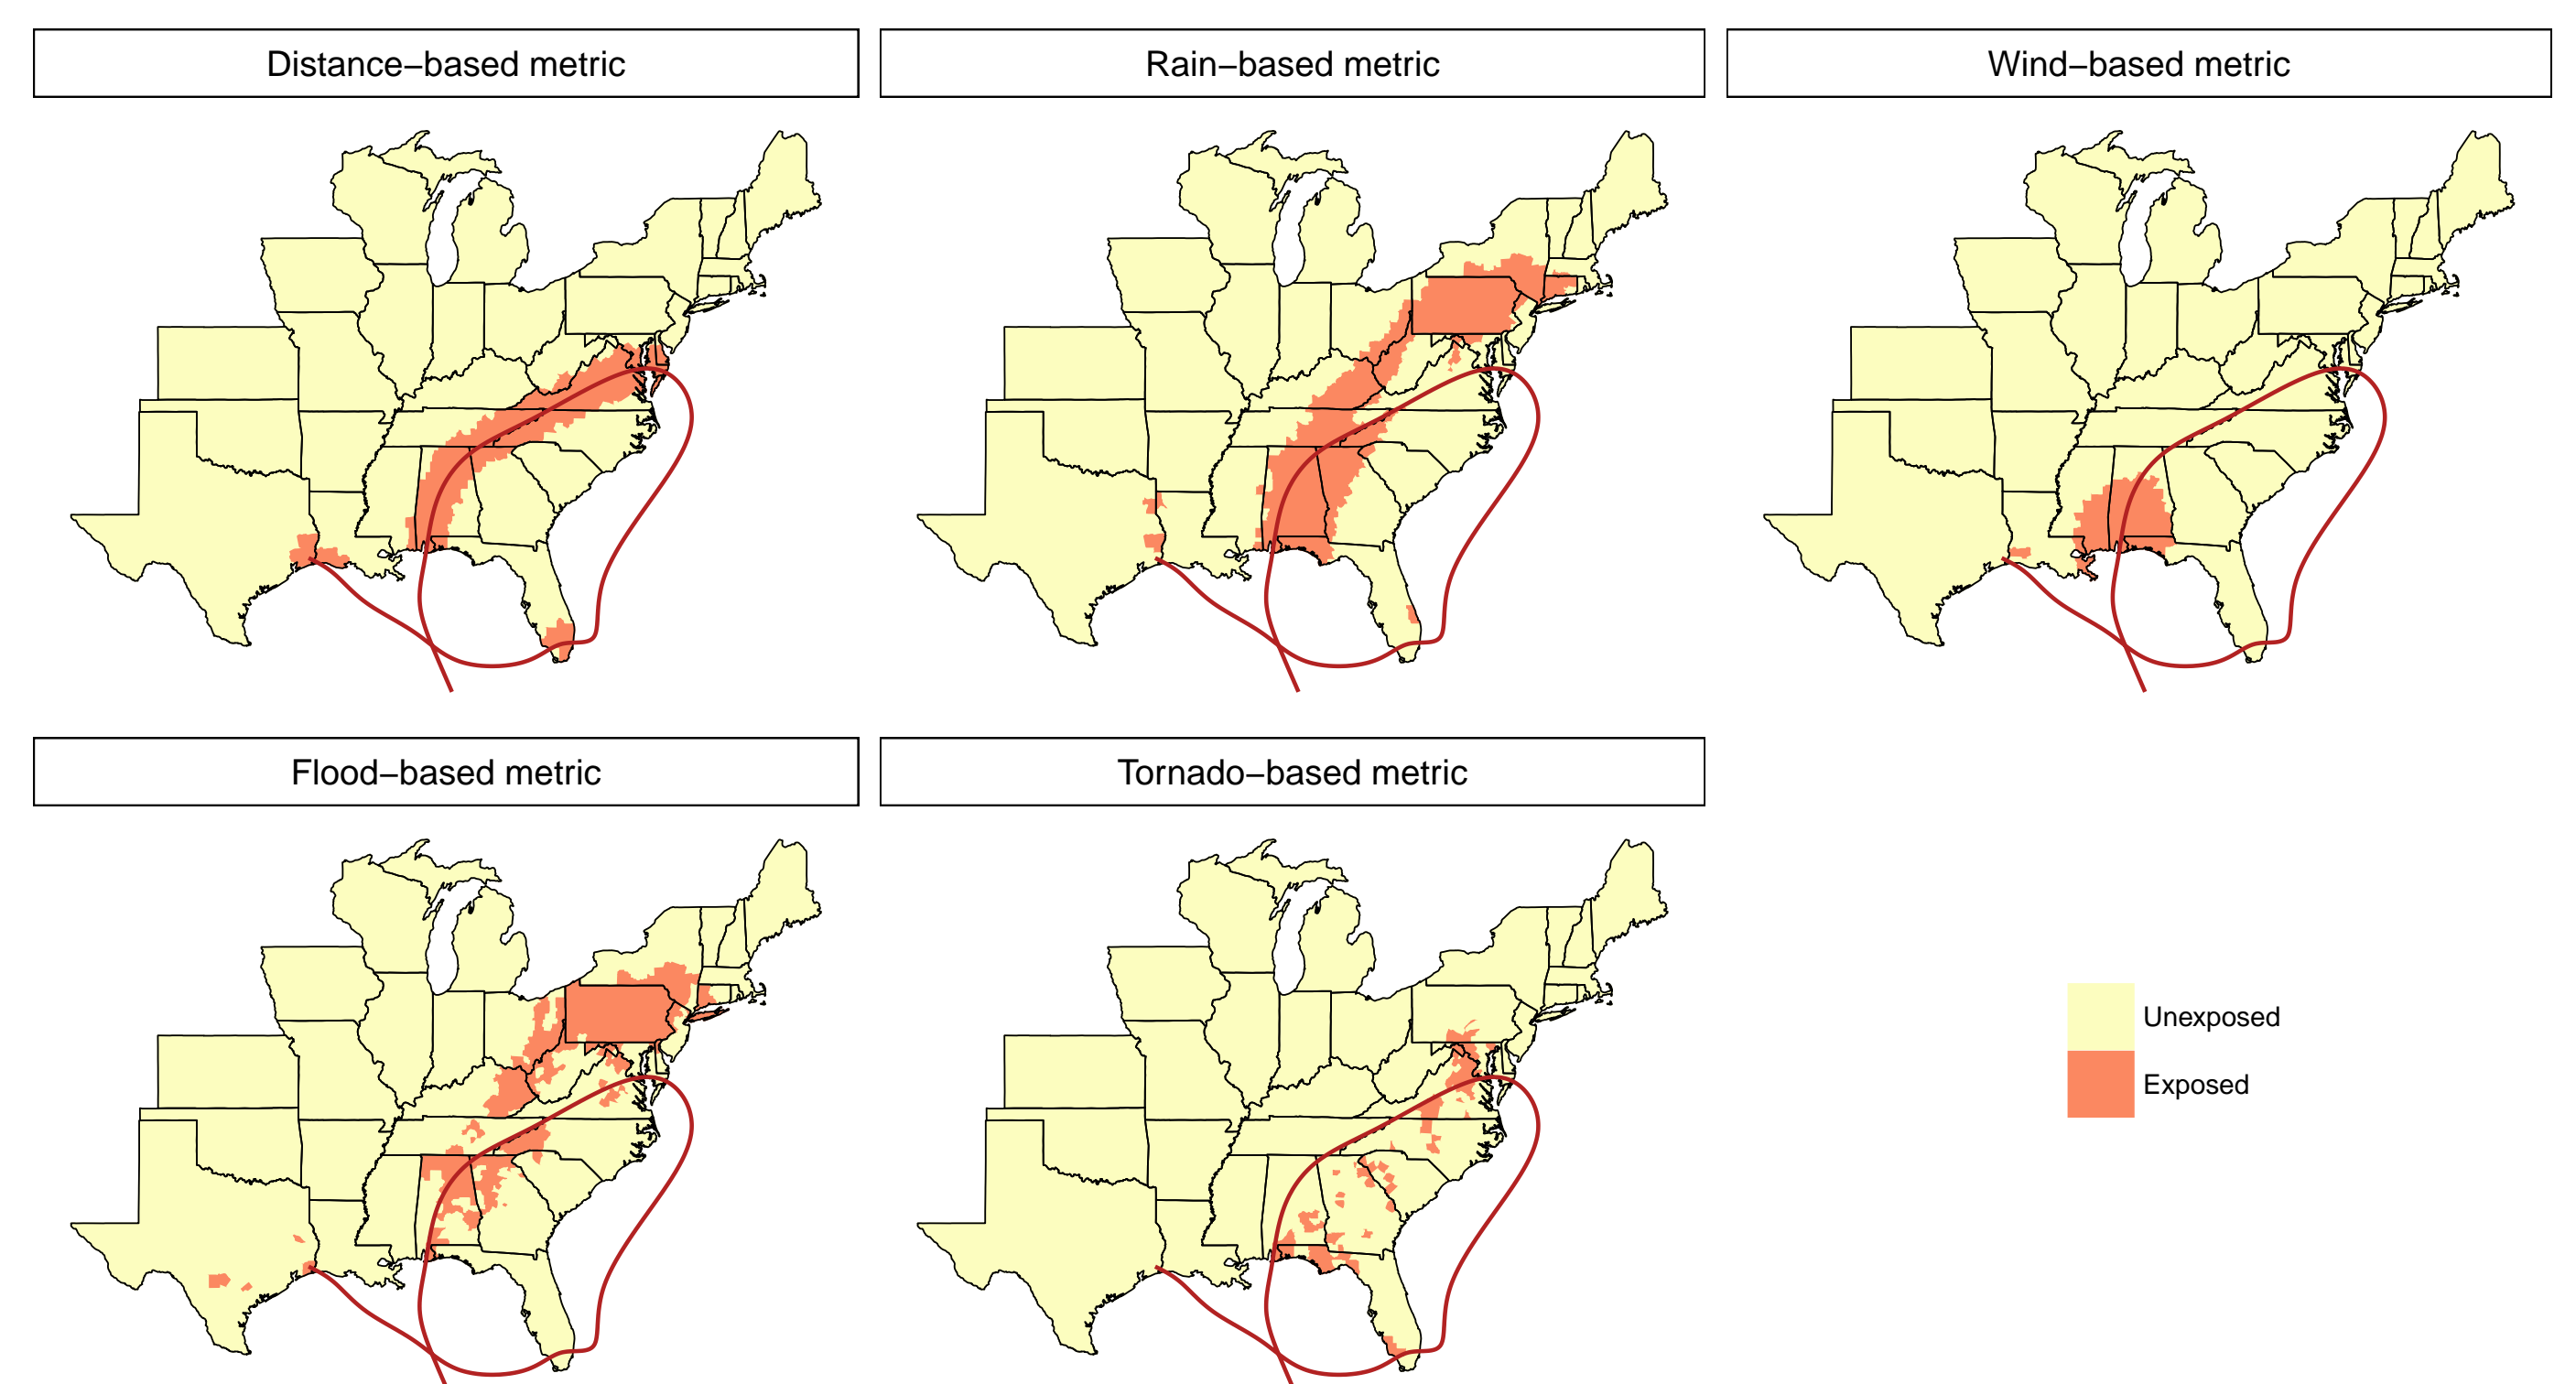 Distance−based metric
Rain−based metric
Wind−based metric
Flood−based metric
Tornado−based metric
Unexposed
Exposed